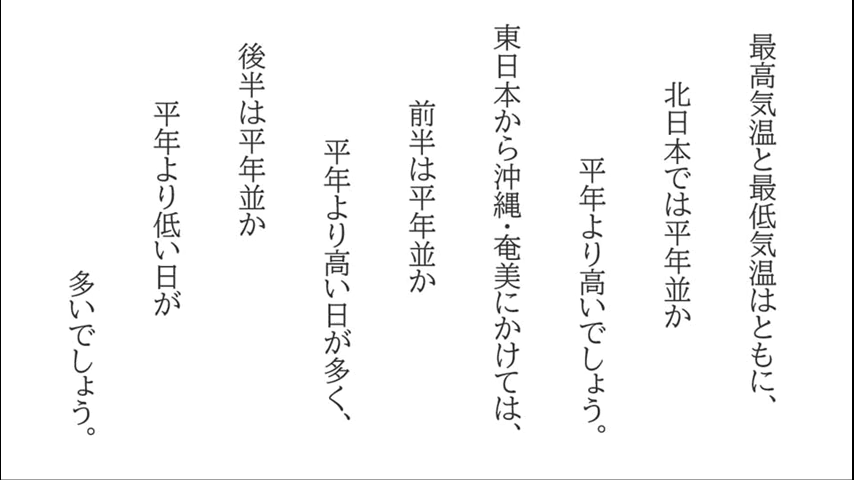 最高気温と最低気温はともに、
北日本では平年並か
平年より高いでしょう。
東日本から沖縄・奄美にかけては、
前半は平年並か
平年より高い日が多く、
後半は平年並か
平年より低い日が
多いでしょう。